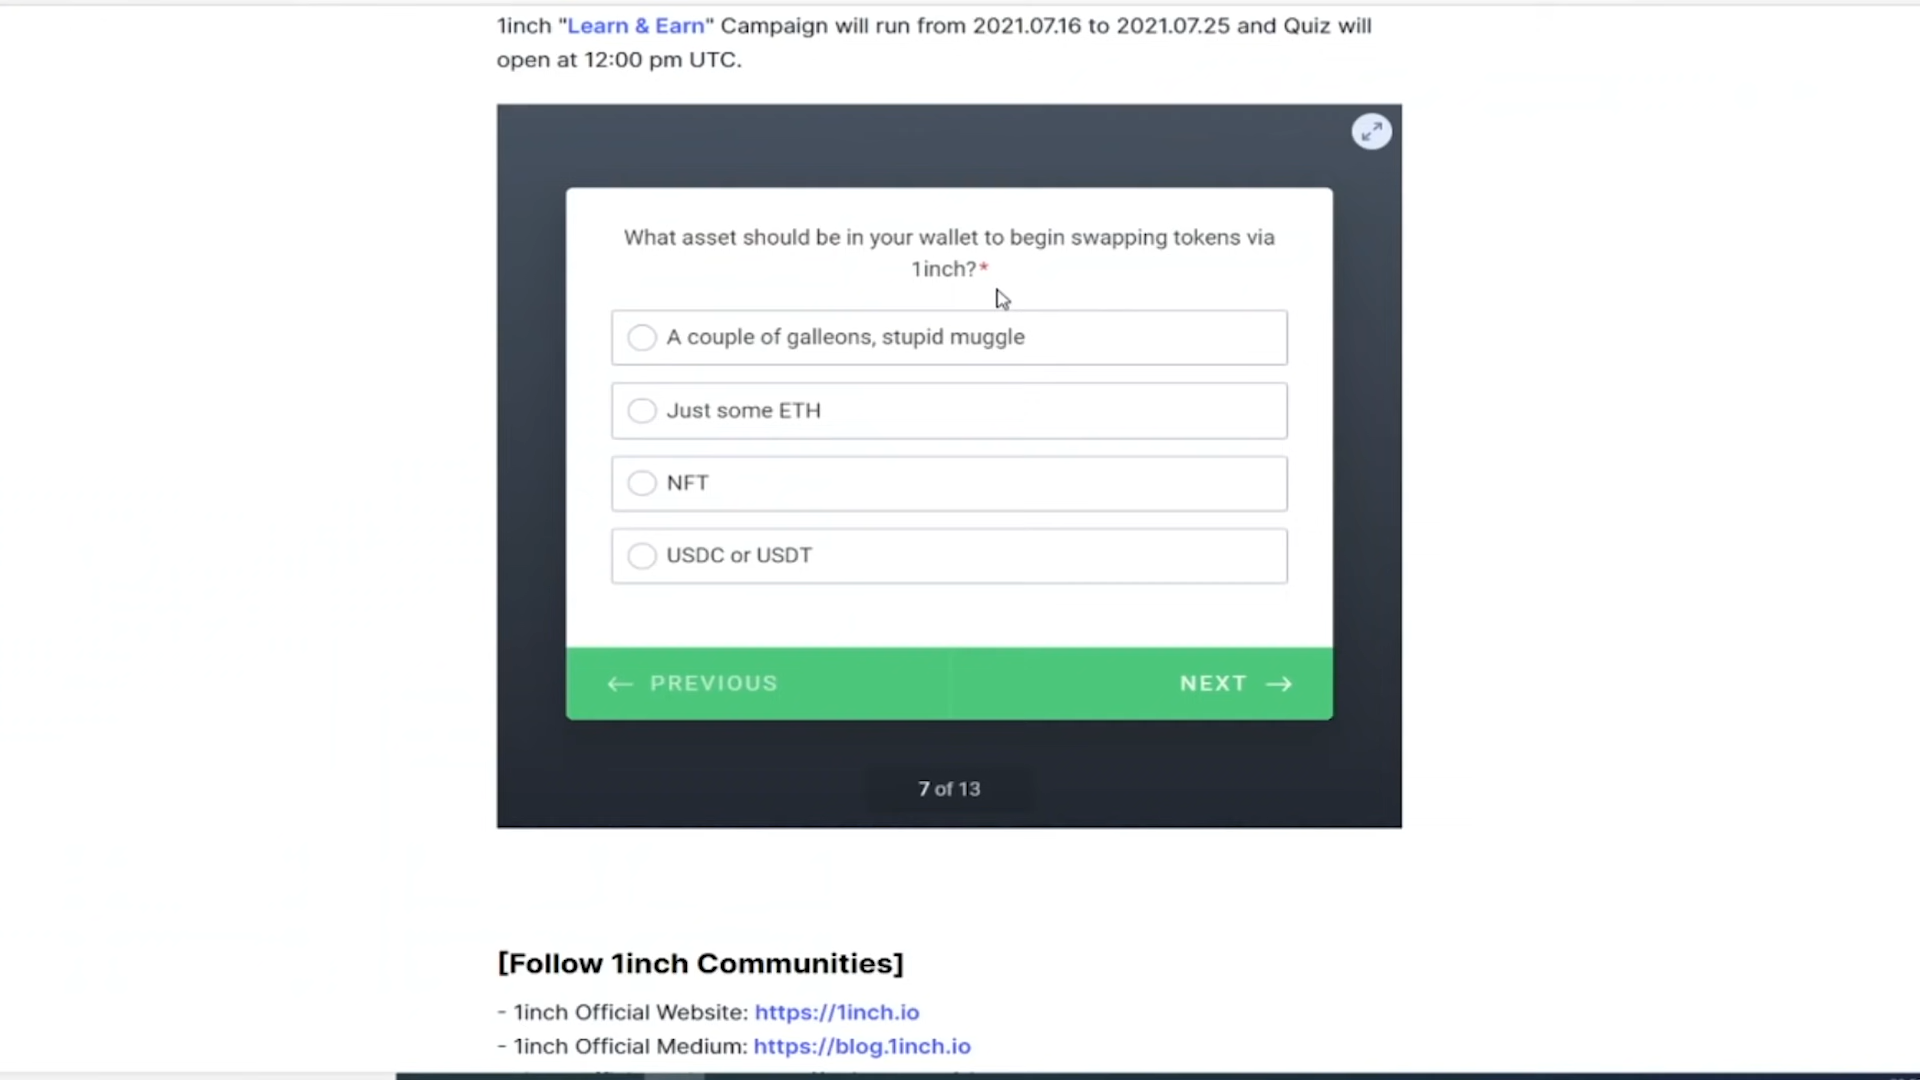 1inch "Learn & Earn" Campaign will run from 2021.07.16 to 2021.07.25 and Quiz will
open at 12:00 pm UTC.
What asset should be in your wallet to begin swapping tokens via
1inch?*
A couple of galleons, stupid muggle
Just some ETH
NFT
USDC or USDT
← PREVIOUS
NEXT →
7 of 13
[Follow 1inch Communities]
- 1inch Official Website: https://1inch.io
- 1inch Official Medium: https://blog.1inch.io